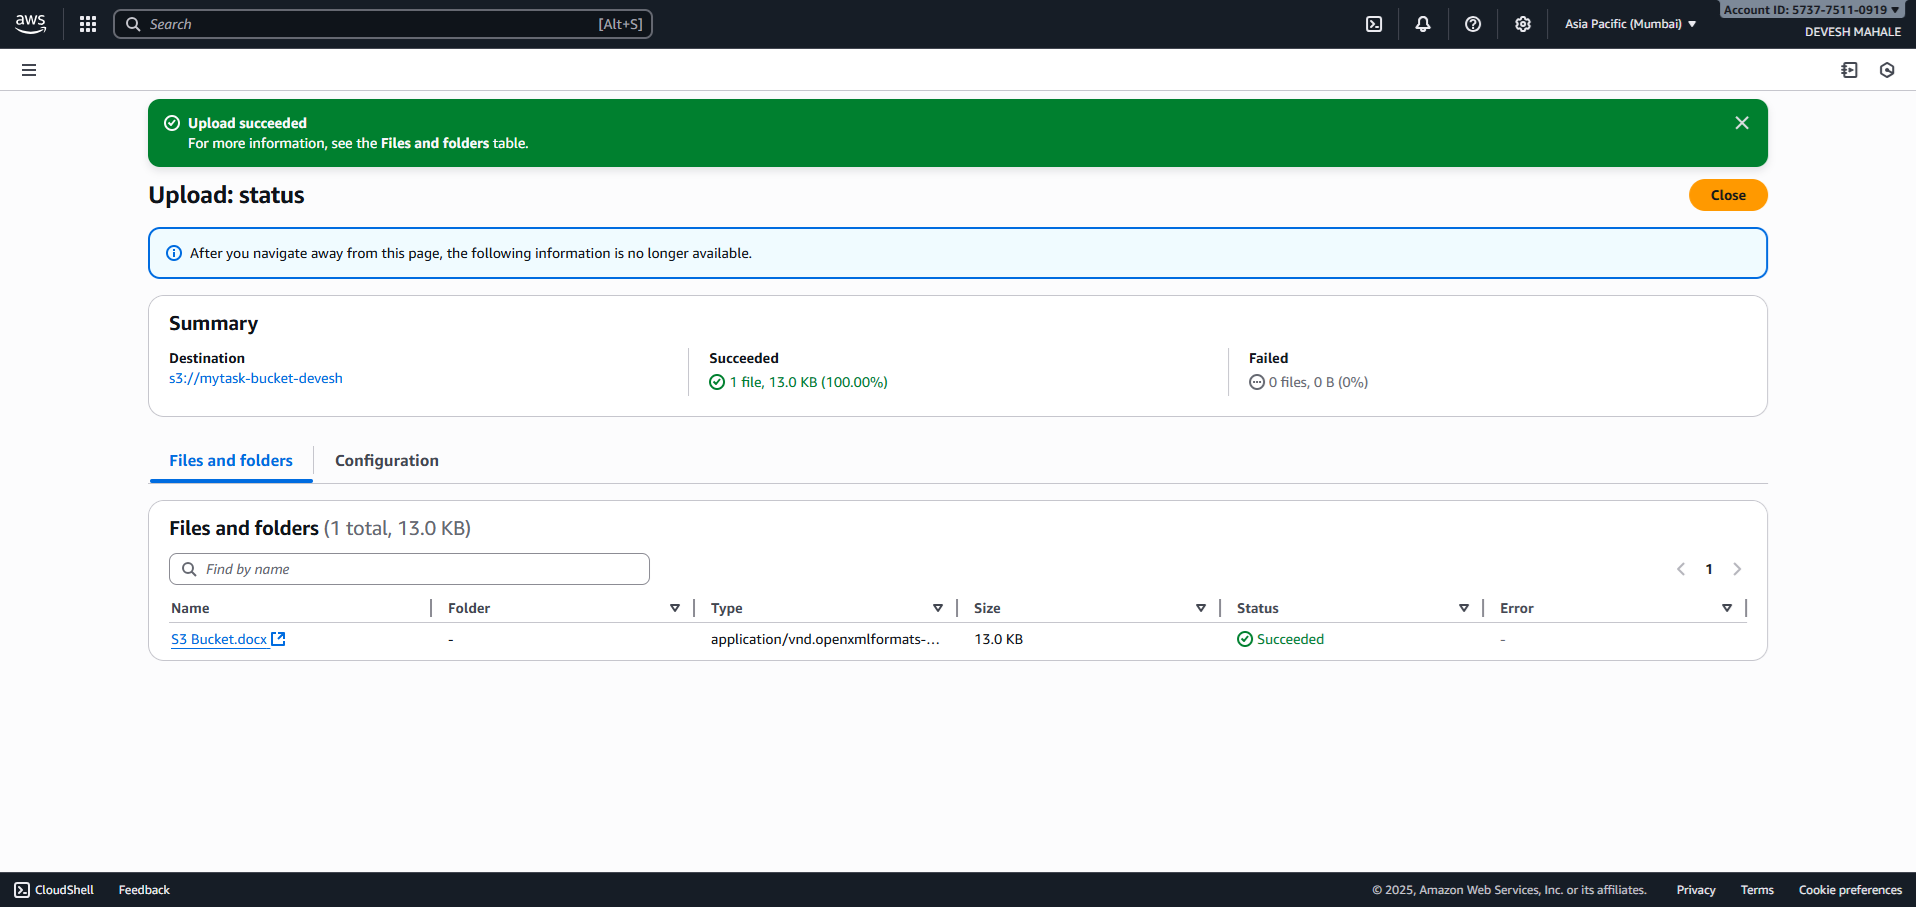 aws
Search [Alt+S]
Asia Pacific (Mumbai)
Account ID: 5737-7511-0919
DEVESH MAHALE
Upload succeeded
For more information, see the Files and folders table.
Upload: status
Close
After you navigate away from this page, the following information is no longer available.
Summary
Destination
s3://mytask-bucket-devesh
Succeeded
1 file, 13.0 KB (100.00%)
Failed
0 files, 0 B (0%)
Files and folders
Configuration
Files and folders (1 total, 13.0 KB)
Find by name
1
Name Folder Type Size Status Error
S3 Bucket.docx - application/vnd.openxmlformats-... 13.0 KB Succeeded -
CloudShell Feedback © 2025, Amazon Web Services, Inc. or its affiliates. Privacy Terms Cookie preferences